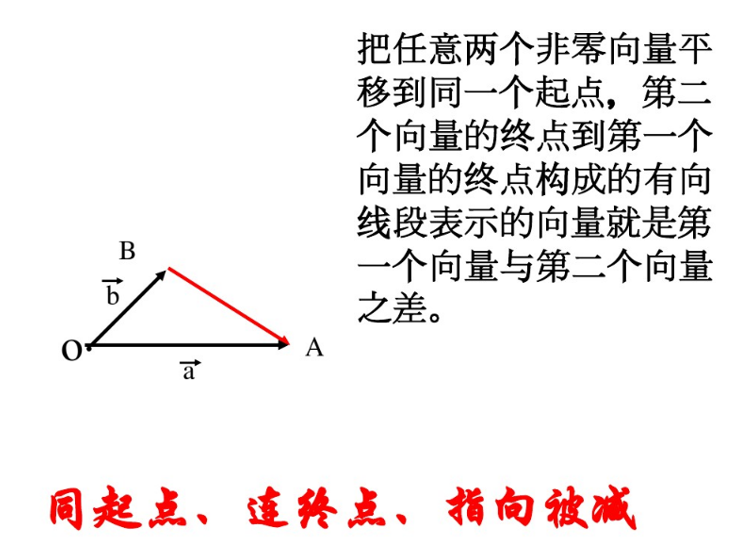 把任意两个非零向量平
移到同一个起点，第二
个向量的终点到第一个
向量的终点构成的有向
线段表示的向量就是第
一个向量与第二个向量
之差。
B
b
O
A
a
同起点、连终点、指向被减